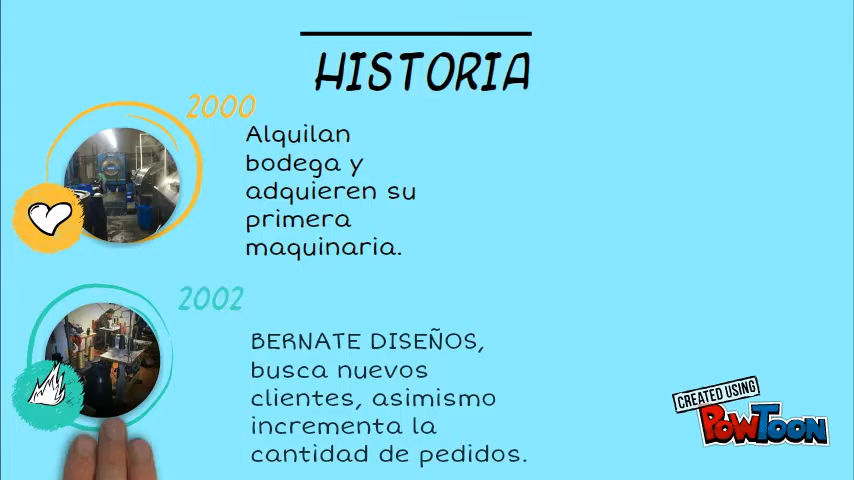 HISTORIA
2000
Alquilan
bodega y
adquieren su
primera
maquinaria.
2002
BERNATE DISEÑOS,
busca nuevos
clientes, asimismo
incrementa la
cantidad de pedidos.
CREATED USING
POWTOON